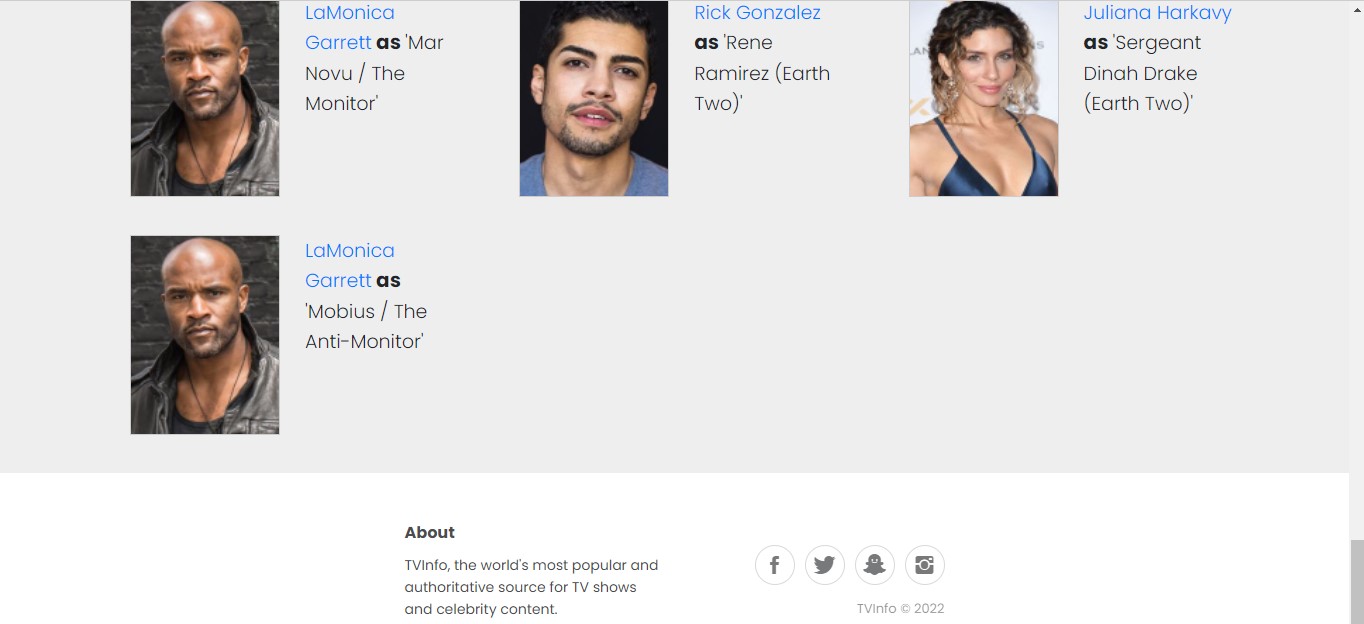 LaMonica
Garrett as 'Mar
Novu / The
Monitor'
Rick Gonzalez
as 'Rene
Ramirez (Earth
Two)'
Juliana Harkavy
as 'Sergeant
Dinah Drake
(Earth Two)'
LaMonica
Garrett as
'Mobius / The
Anti-Monitor'
About
TVInfo, the world's most popular and
authoritative source for TV shows
and celebrity content.
TVInfo © 2022